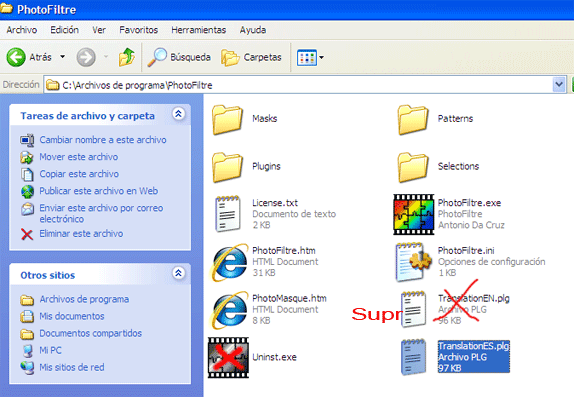 PhotoFiltre
Archivo Edición Ver Favoritos Herramientas Ayuda
Atrás Búsqueda Carpetas
Dirección C:\Archivos de programa\PhotoFiltre
Tareas de archivo y carpeta
Cambiar nombre a este archivo
Mover este archivo
Copiar este archivo
Publicar este archivo en Web
Enviar este archivo por correo
electrónico
Eliminar este archivo
Otros sitios
Archivos de programa
Mis documentos
Documentos compartidos
Mi PC
Mis sitios de red
Masks
Patterns
Plugins
Selections
License.txt
Documento de texto
2 KB
PhotoFiltre.exe
PhotoFiltre
Antonio Da Cruz
PhotoFiltre.htm
HTML Document
31 KB
PhotoFiltre.ini
Opciones de configuración
1 KB
PhotoMasque.htm
HTML Document
8 KB
Supr
TranslationEN.plg
Archivo PLG
96 KB
Uninst.exe
TranslationES.plg
Archivo PLG
97 KB